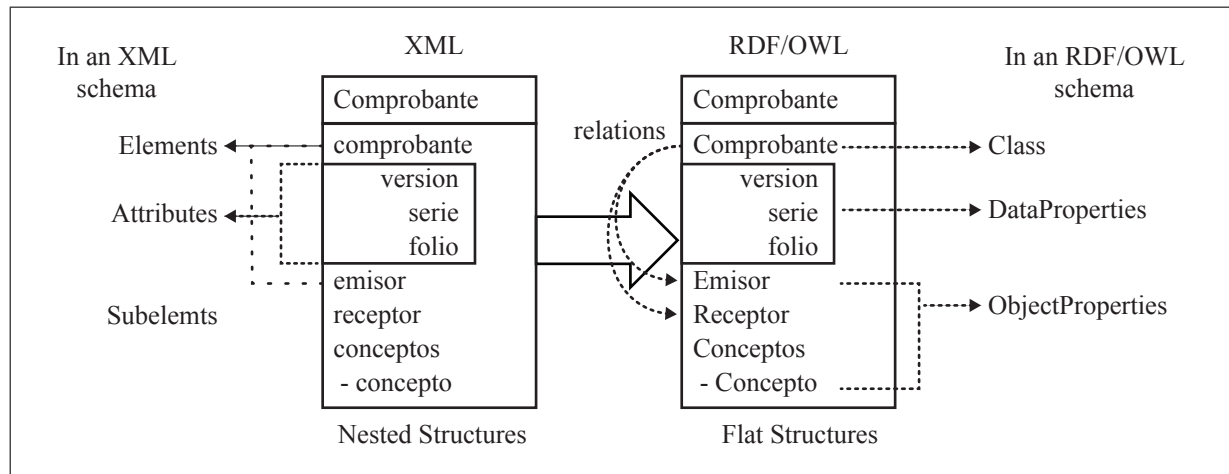 In an XML
schema
XML
RDF/OWL
In an RDF/OWL
schema
Comprobante
Comprobante
Elements
comprobante
relations
Comprobante
Class
version
serie
folio
version
serie
folio
Attributes
DataProperties
emisor
Emisor
Subelemts
receptor
Receptor
ObjectProperties
conceptos
Conceptos
- concepto
- Concepto
Nested Structures
Flat Structures